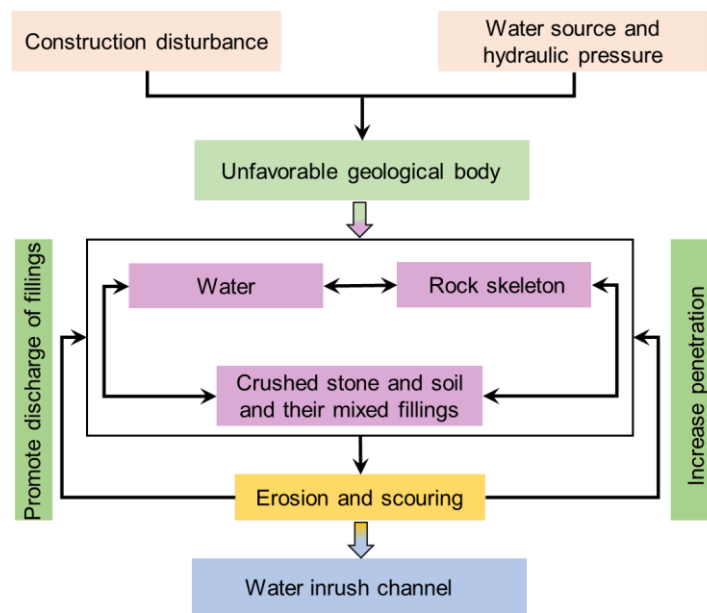 Construction disturbance
Water source and
hydraulic pressure
Unfavorable geological body
Promote discharge of fillings
Water
Rock skeleton
Crushed stone and soil
and their mixed fillings
Increase penetration
Erosion and scouring
Water inrush channel